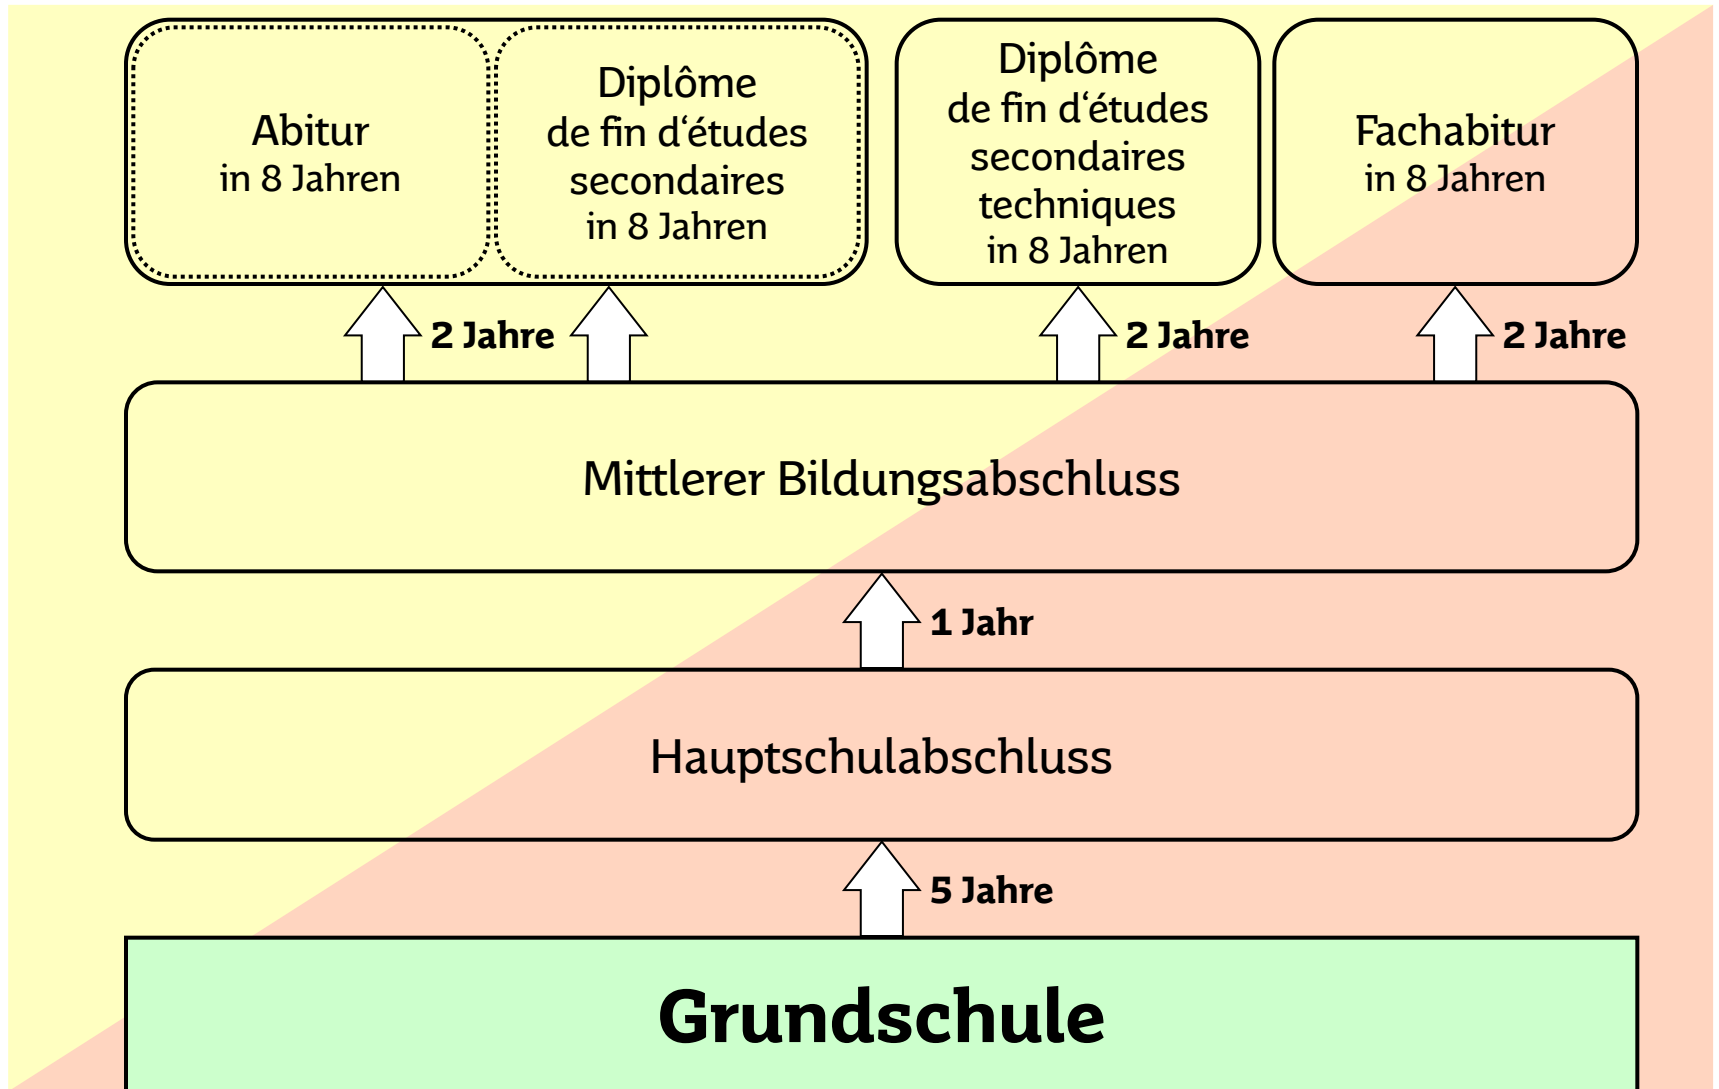 Abitur
in 8 Jahren
Diplôme
de fin d‘études
secondaires
in 8 Jahren
Diplôme
de fin d‘études
secondaires
techniques
in 8 Jahren
Fachabitur
in 8 Jahren
2 Jahre
2 Jahre
2 Jahre
Mittlerer Bildungsabschluss
1 Jahr
Hauptschulabschluss
5 Jahre
Grundschule